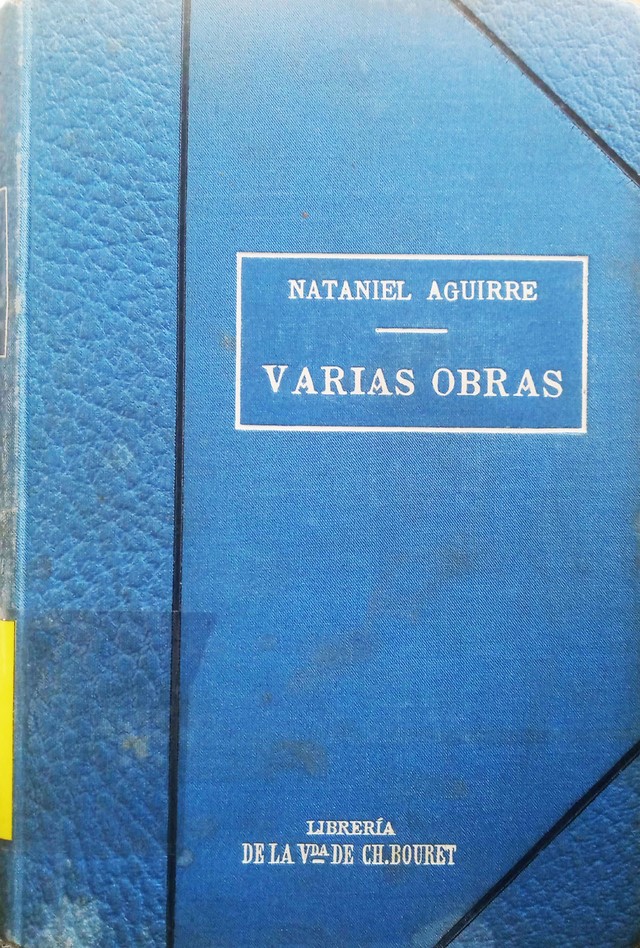 NATANIEL AGUIRRE
VARIAS OBRAS
LIBRERÍA
DE LA Vᴰᴬ DE CH. BOURET